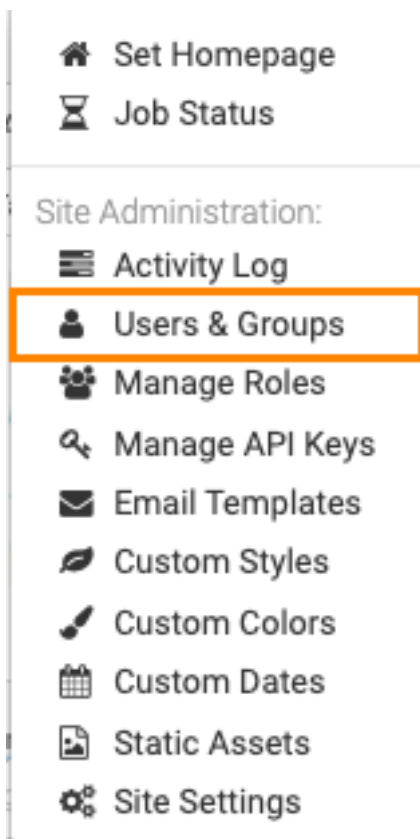 Set Homepage
Job Status
Site Administration:
Activity Log
Users & Groups
Manage Roles
Manage API Keys
Email Templates
Custom Styles
Custom Colors
Custom Dates
Static Assets
Site Settings